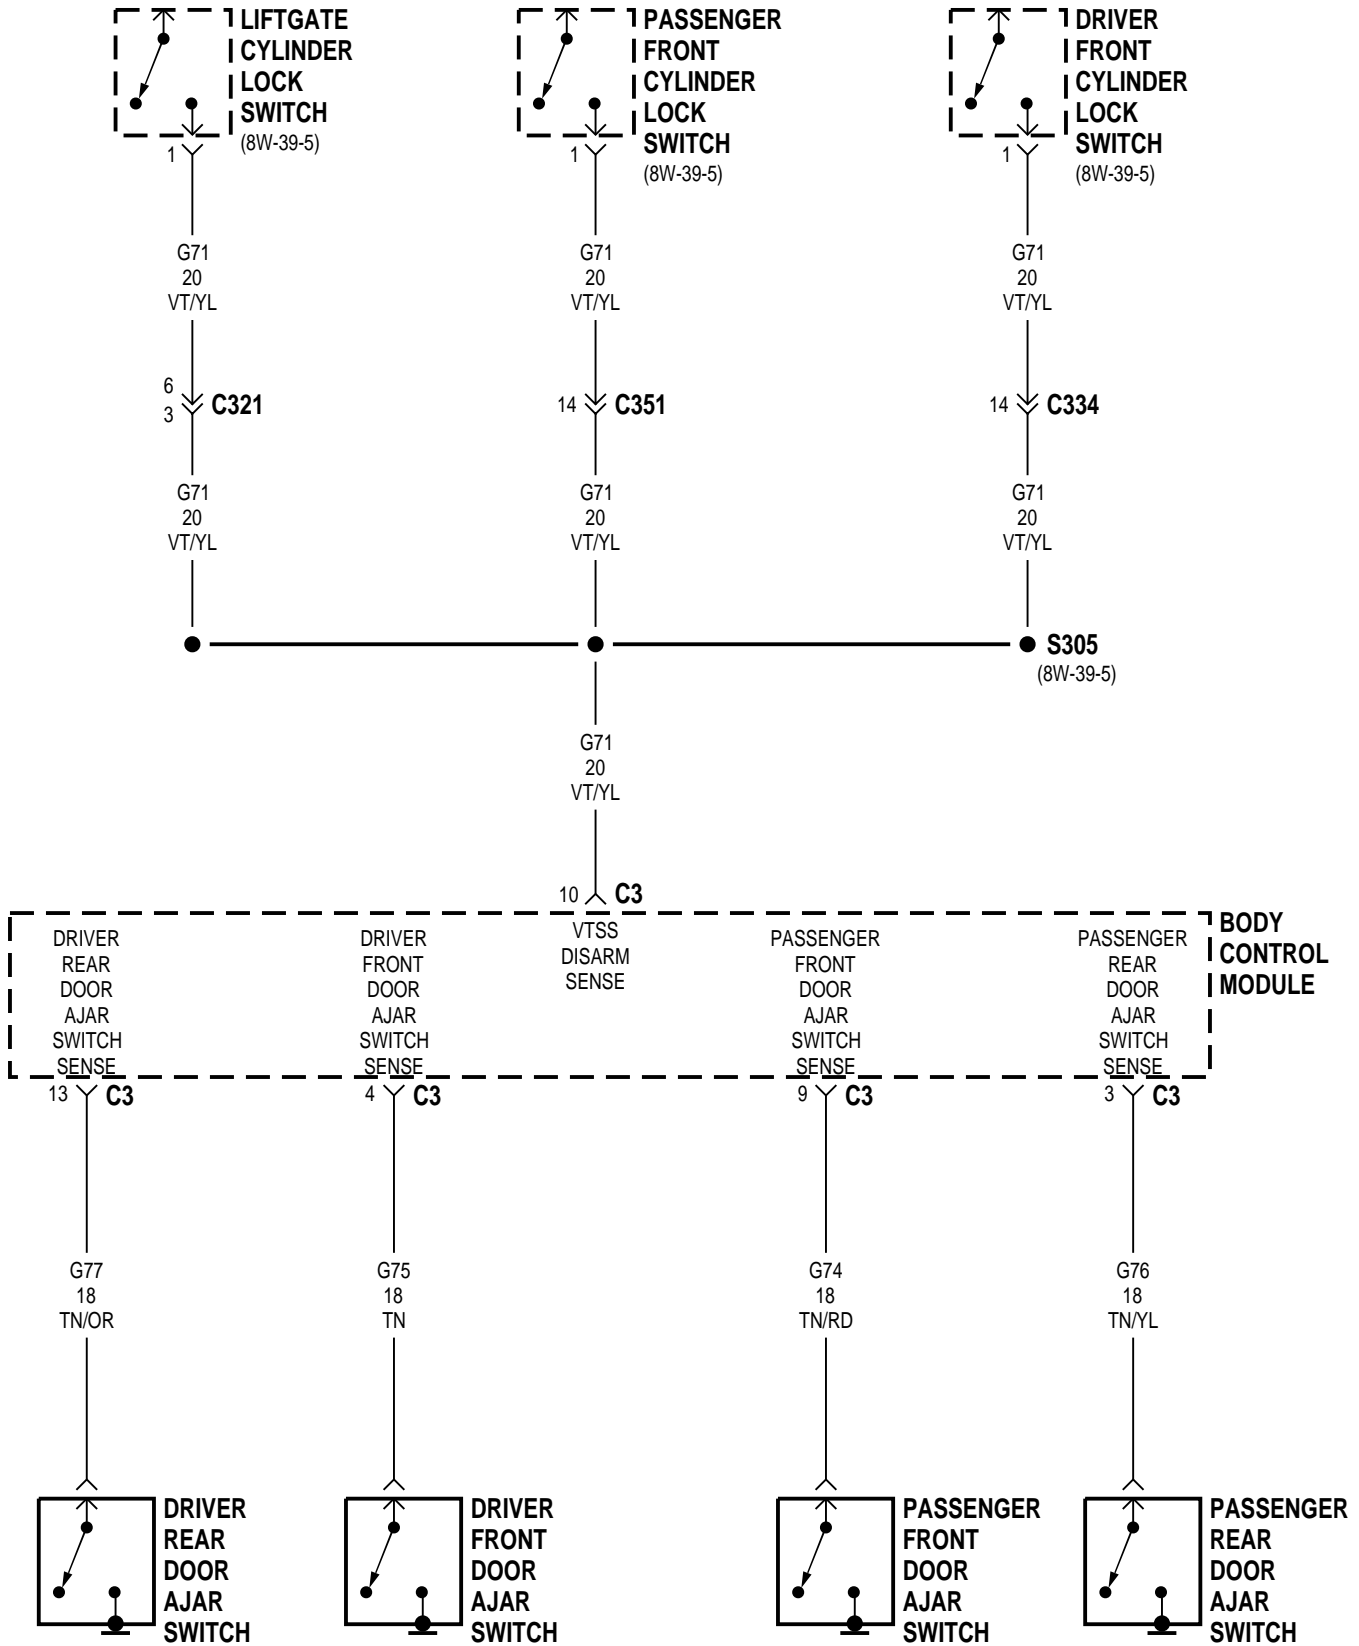 LIFTGATE
CYLINDER
LOCK
SWITCH
(8W-39-5)
PASSENGER
FRONT
CYLINDER
LOCK
SWITCH
(8W-39-5)
DRIVER
FRONT
CYLINDER
LOCK
SWITCH
(8W-39-5)
1
1
1
G71
20
VT/YL
G71
20
VT/YL
G71
20
VT/YL
6
3
C321
14
C351
14
C334
G71
20
VT/YL
G71
20
VT/YL
G71
20
VT/YL
S305
(8W-39-5)
G71
20
VT/YL
10
C3
BODY
CONTROL
MODULE
DRIVER
REAR
DOOR
AJAR
SWITCH
SENSE
DRIVER
FRONT
DOOR
AJAR
SWITCH
SENSE
VTSS
DISARM
SENSE
PASSENGER
FRONT
DOOR
AJAR
SWITCH
SENSE
PASSENGER
REAR
DOOR
AJAR
SWITCH
SENSE
13
C3
4
C3
9
C3
3
C3
G77
18
TN/OR
G75
18
TN
G74
18
TN/RD
G76
18
TN/YL
DRIVER
REAR
DOOR
AJAR
SWITCH
DRIVER
FRONT
DOOR
AJAR
SWITCH
PASSENGER
FRONT
DOOR
AJAR
SWITCH
PASSENGER
REAR
DOOR
AJAR
SWITCH